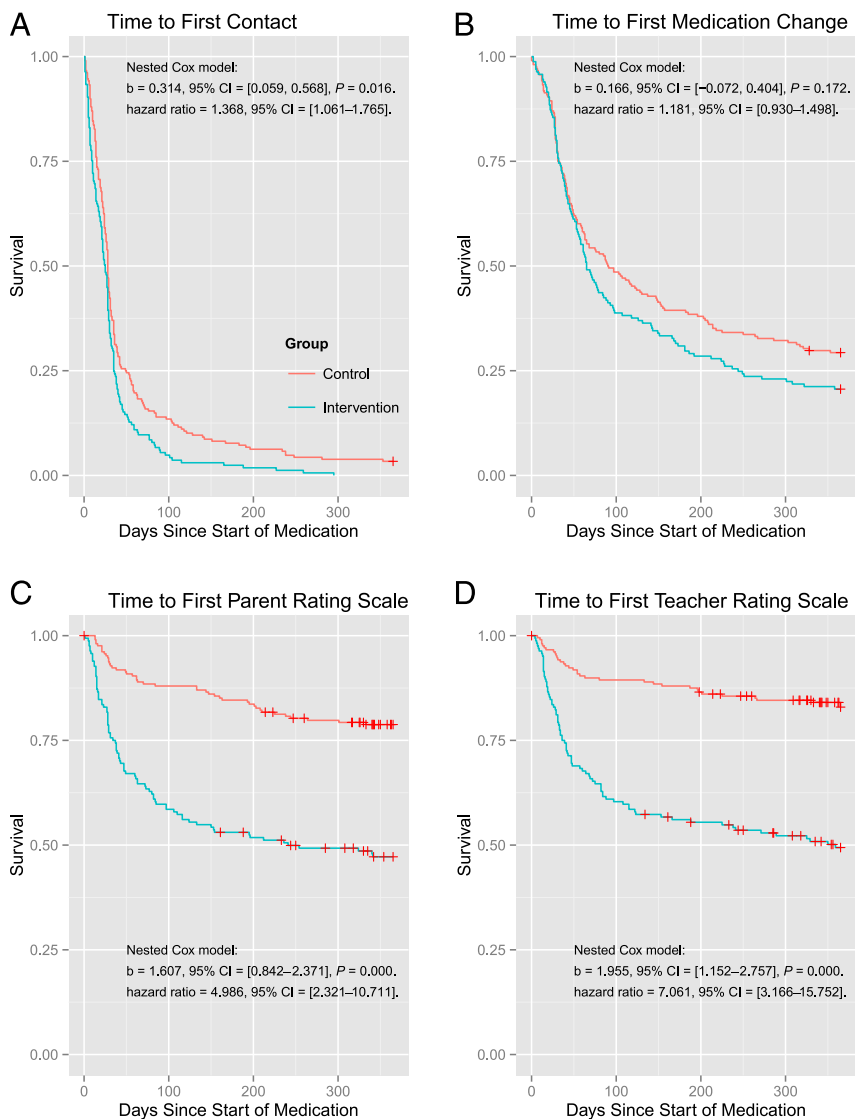 A
Time to First Contact
1.00
0.75
0.50
0.25
0.00
Survival
Nested Cox model:
b = 0.314, 95% CI = [0.059, 0.568], P = 0.016.
hazard ratio = 1.368, 95% CI = [1.061–1.765].
Group
Control
Intervention
0
100
200
300
Days Since Start of Medication
B
Time to First Medication Change
1.00
0.75
0.50
0.25
0.00
Survival
Nested Cox model:
b = 0.166, 95% CI = [−0.072, 0.404], P = 0.172.
hazard ratio = 1.181, 95% CI = [0.930–1.498].
0
100
200
300
Days Since Start of Medication
C
Time to First Parent Rating Scale
1.00
0.75
0.50
0.25
0.00
Survival
Nested Cox model:
b = 1.607, 95% CI = [0.842–2.371], P = 0.000.
hazard ratio = 4.986, 95% CI = [2.321–10.711].
0
100
200
300
Days Since Start of Medication
D
Time to First Teacher Rating Scale
1.00
0.75
0.50
0.25
0.00
Survival
Nested Cox model:
b = 1.955, 95% CI = [1.152–2.757], P = 0.000.
hazard ratio = 7.061, 95% CI = [3.166–15.752].
0
100
200
300
Days Since Start of Medication